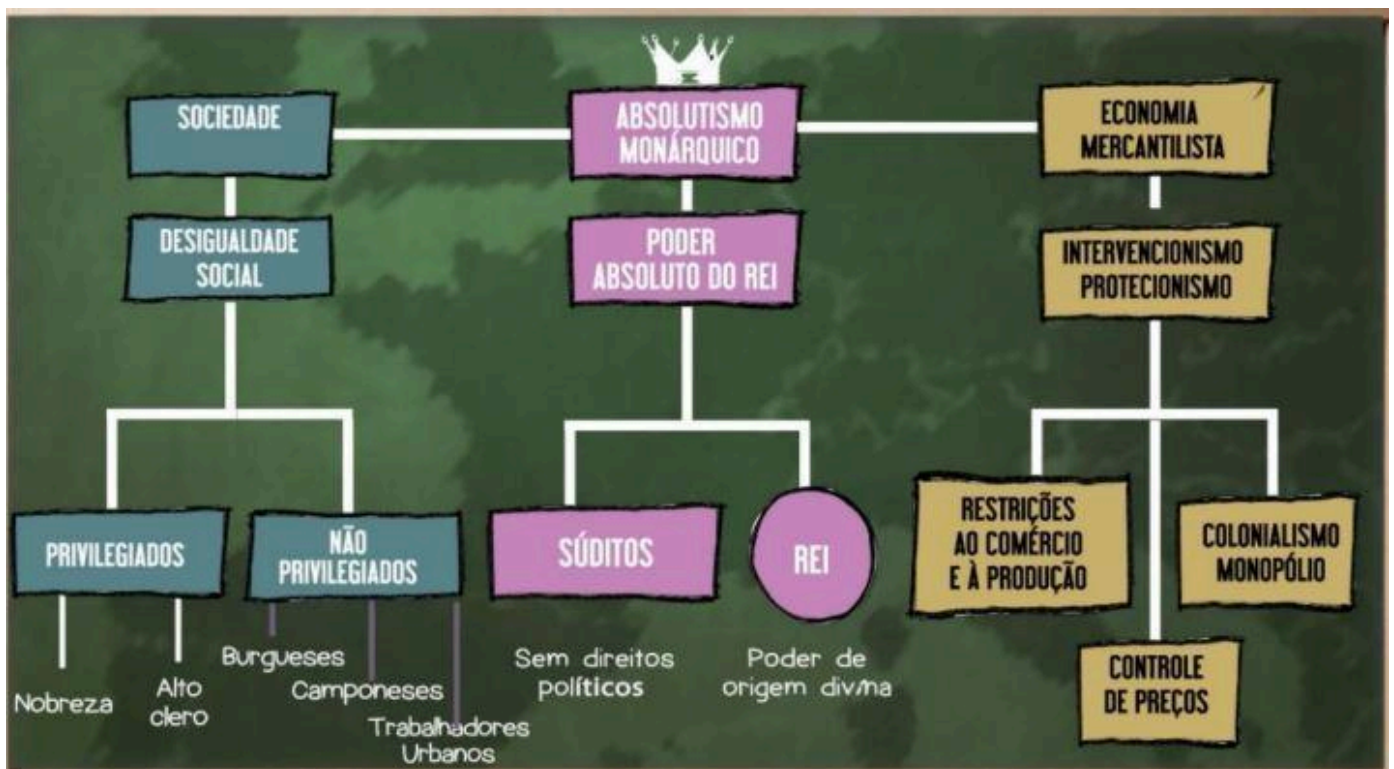 SOCIEDADE
ABSOLUTISMO
MONÁRQUICO
ECONOMIA
MERCANTILISTA
DESIGUALDADE
SOCIAL
PODER
ABSOLUTO DO REI
INTERVENCIONISMO
PROTECIONISMO
PRIVILEGIADOS
NÃO
PRIVILEGIADOS
SÚDITOS
REI
RESTRIÇÕES
AO COMÉRCIO
E À PRODUÇÃO
COLONIALISMO
MONOPÓLIO
Nobreza
Alto
clero
Burgueses
Camponeses
Trabalhadores
Urbanos
Sem direitos
políticos
Poder de
origem divina
CONTROLE
DE PREÇOS